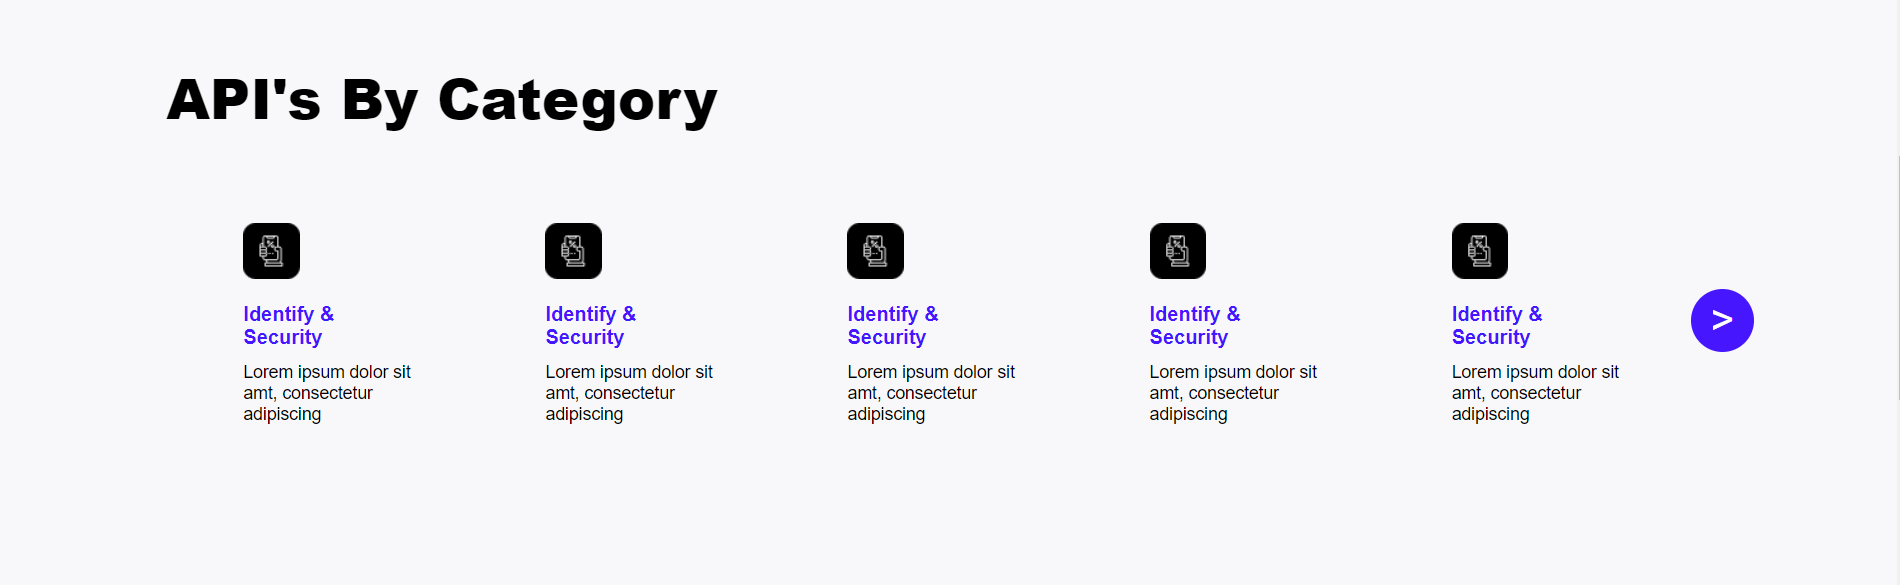 API's By Category
Identify &
Security
Lorem ipsum dolor sit
amt, consectetur
adipiscing
Identify &
Security
Lorem ipsum dolor sit
amt, consectetur
adipiscing
Identify &
Security
Lorem ipsum dolor sit
amt, consectetur
adipiscing
Identify &
Security
Lorem ipsum dolor sit
amt, consectetur
adipiscing
Identify &
Security
Lorem ipsum dolor sit
amt, consectetur
adipiscing
>